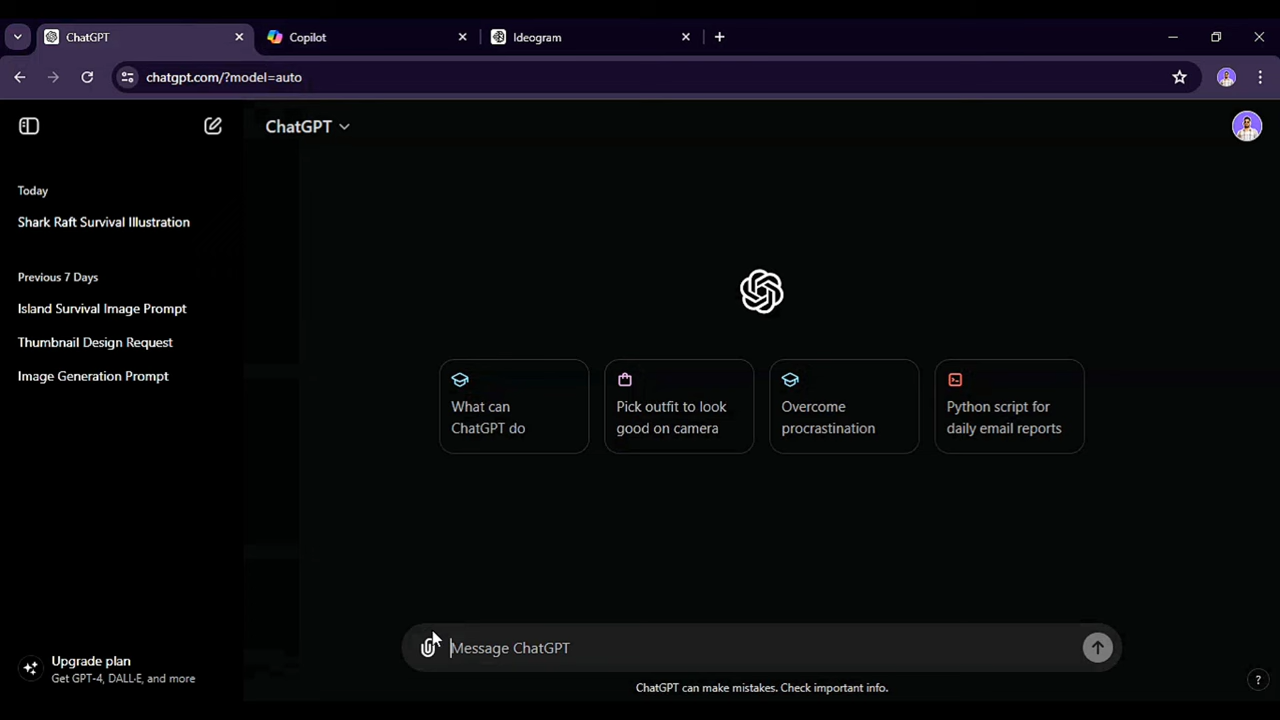 ChatGPT
Copilot
Ideogram
chatgpt.com/?model=auto
ChatGPT
Today
Shark Raft Survival Illustration
Previous 7 Days
Island Survival Image Prompt
Thumbnail Design Request
Image Generation Prompt
What can
ChatGPT do
Pick outfit to look
good on camera
Overcome
procrastination
Python script for
daily email reports
Message ChatGPT
Upgrade plan
Get GPT-4, DALL·E, and more
ChatGPT can make mistakes. Check important info.
?